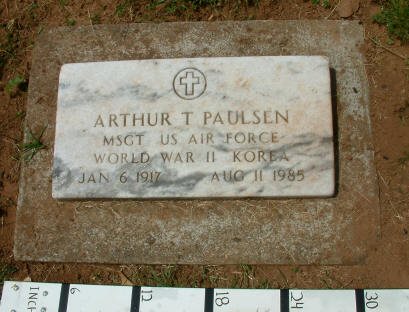 ARTHUR T PAULSEN
MSGT US AIR FORCE
WORLD WAR II KOREA
JAN 6 1917 AUG 11 1985
INCH 6 12 18 24 30